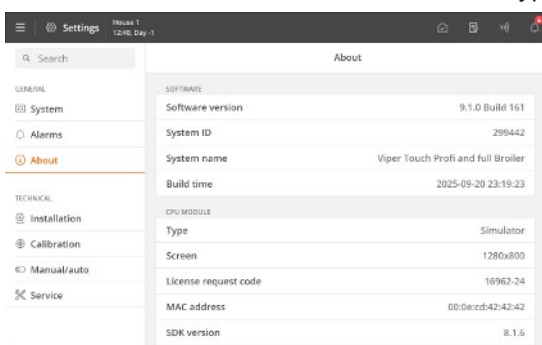 Settings
House 1
12:40, Day -1
Search
About
GENERAL
System
Alarms
About
TECHNICAL
Installation
Calibration
Manual/auto
Service
SOFTWARE
Software version 9.1.0 Build 161
System ID 299442
System name Viper Touch Profi and full Broiler
Build time 2025-09-20 23:19:23
CPU MODULE
Type Simulator
Screen 1280x800
License request code 16962-24
MAC address 00:0e:cd:42:42:42
SDK version 8.1.6